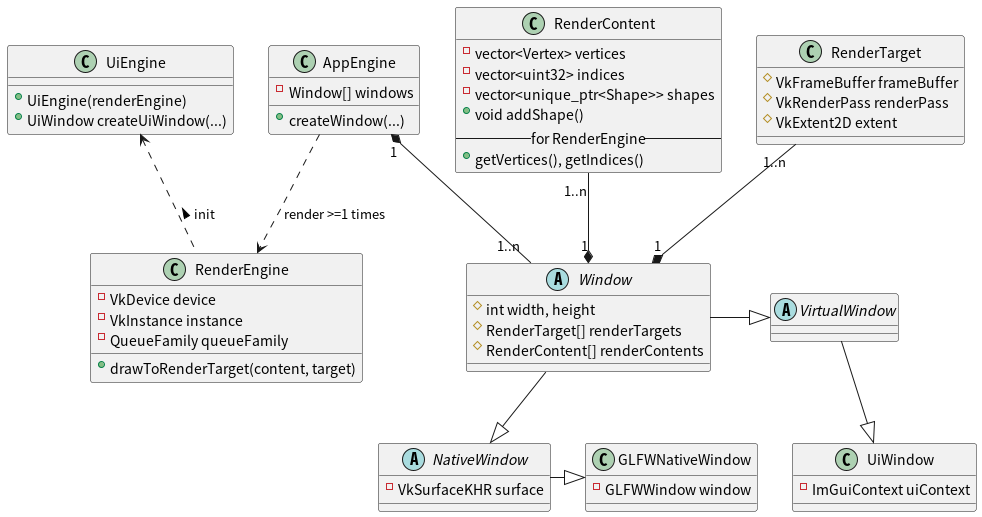 C UiEngine
UiEngine(renderEngine)
UiWindow createUiWindow(...)
C AppEngine
Window[] windows
createWindow(...)
C RenderContent
vector<Vertex> vertices
vector<uint32> indices
vector<unique_ptr<Shape>> shapes
void addShape()
for RenderEngine
getVertices(), getIndices()
C RenderTarget
VkFrameBuffer frameBuffer
VkRenderPass renderPass
VkExtent2D extent
1
1..n
1..n
init
render >=1 times
1..n
1
1
C RenderEngine
VkDevice device
VkInstance instance
QueueFamily queueFamily
drawToRenderTarget(content, target)
A Window
int width, height
RenderTarget[] renderTargets
RenderContent[] renderContents
A VirtualWindow
A NativeWindow
VkSurfaceKHR surface
C GLFWNativeWindow
GLFWWindow window
C UiWindow
ImGuiContext uiContext